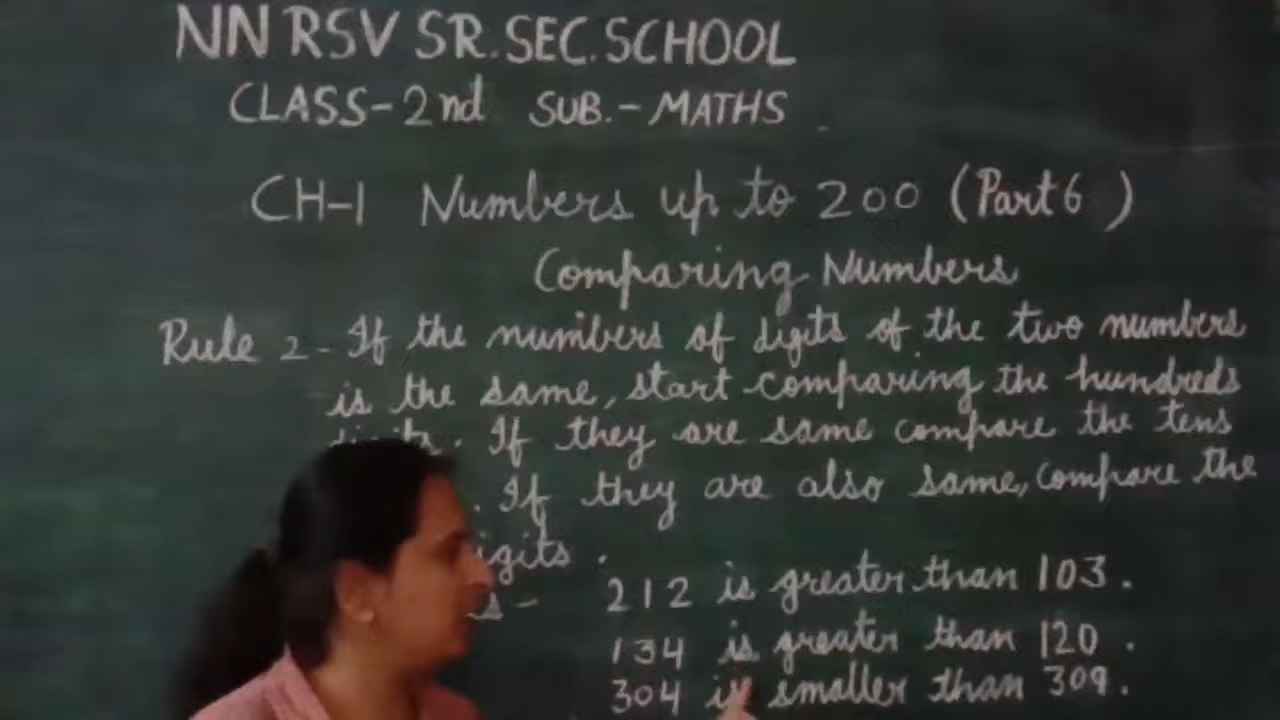 NN RSV SR. SEC. SCHOOL
CLASS-2nd SUB.-MATHS
CH-1 Numbers up to 200 (Part 6 )
Comparing Numbers
Rule 2- If the numbers of digits of the two numbers
is the same, start comparing the hundreds
digits. If they are same compare the tens
. If they are also same, compare the
igits.
s- 212 is greater than 103.
134 is greater than 120.
304 is smaller than 309.